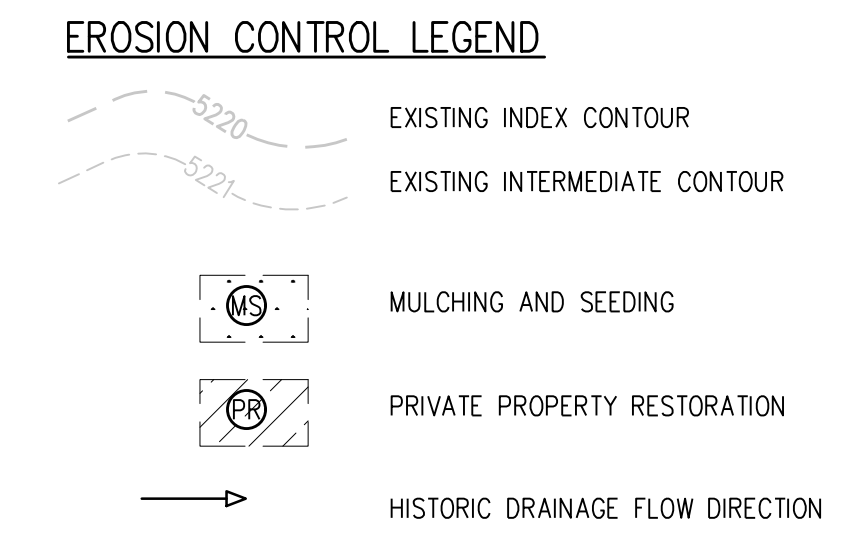 EROSION CONTROL LEGEND
5220 EXISTING INDEX CONTOUR
5221 EXISTING INTERMEDIATE CONTOUR
MS MULCHING AND SEEDING
PR PRIVATE PROPERTY RESTORATION
HISTORIC DRAINAGE FLOW DIRECTION